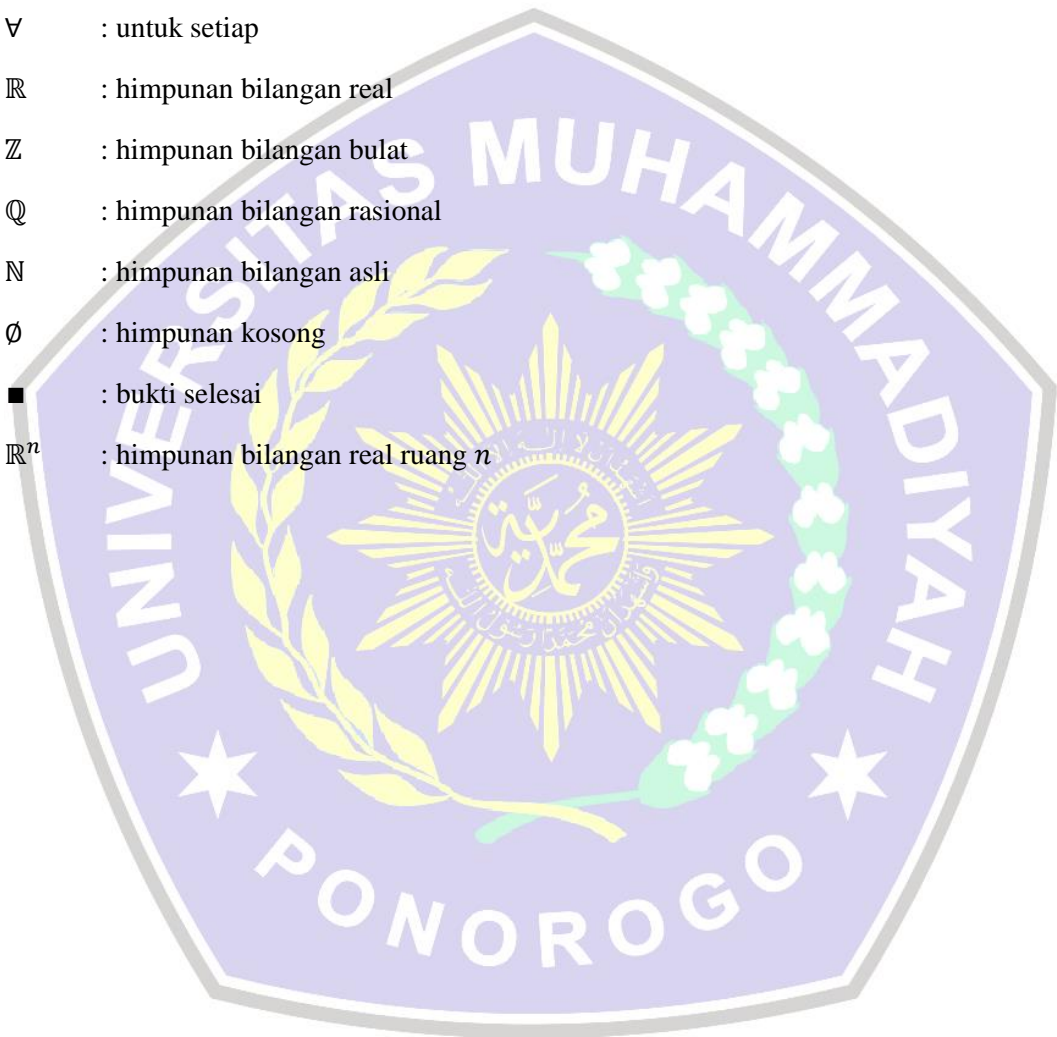 ∀ : untuk setiap
ℝ : himpunan bilangan real
ℤ : himpunan bilangan bulat
ℚ : himpunan bilangan rasional
ℕ : himpunan bilangan asli
∅ : himpunan kosong
■ : bukti selesai
ℝⁿ : himpunan bilangan real ruang 𝑛
UNIVERSITAS MUHAMMADIYAH
PONOROGO
محمدية